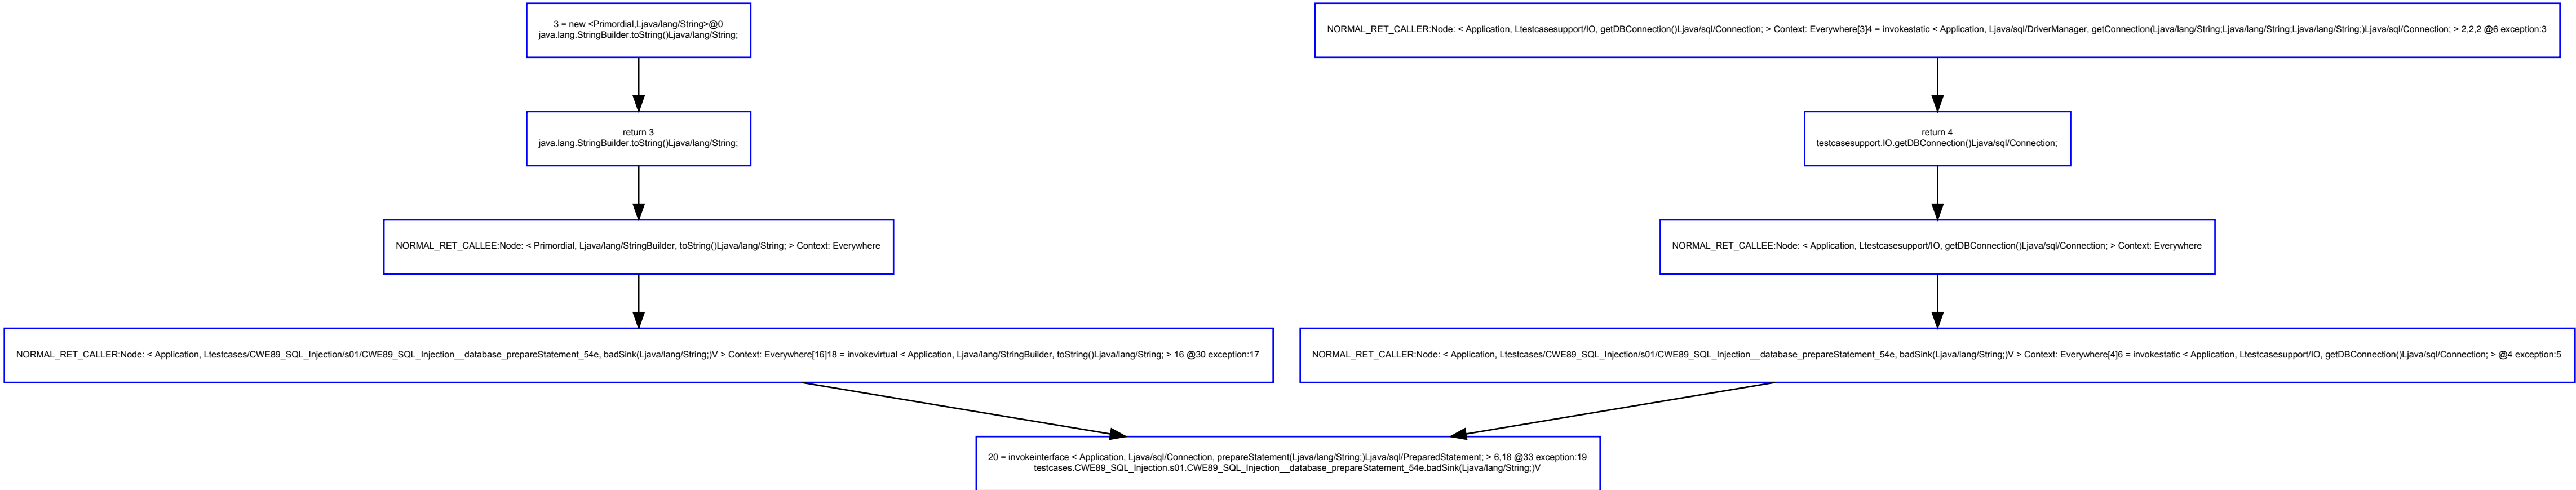 3 = new <Primordial,Ljava/lang/String>@0
java.lang.StringBuilder.toString()Ljava/lang/String;
NORMAL_RET_CALLER:Node: < Application, Ltestcasesupport/IO, getDBConnection()Ljava/sql/Connection; > Context: Everywhere[3]4 = invokestatic < Application, Ljava/sql/DriverManager, getConnection(Ljava/lang/String;Ljava/lang/String;Ljava/lang/String;)Ljava/sql/Connection; > 2,2,2 @6 exception:3
return 3
java.lang.StringBuilder.toString()Ljava/lang/String;
return 4
testcasesupport.IO.getDBConnection()Ljava/sql/Connection;
NORMAL_RET_CALLEE:Node: < Primordial, Ljava/lang/StringBuilder, toString()Ljava/lang/String; > Context: Everywhere
NORMAL_RET_CALLEE:Node: < Application, Ltestcasesupport/IO, getDBConnection()Ljava/sql/Connection; > Context: Everywhere
NORMAL_RET_CALLER:Node: < Application, Ltestcases/CWE89_SQL_Injection/s01/CWE89_SQL_Injection__database_prepareStatement_54e, badSink(Ljava/lang/String;)V > Context: Everywhere[16]18 = invokevirtual < Application, Ljava/lang/StringBuilder, toString()Ljava/lang/String; > 16 @30 exception:17
NORMAL_RET_CALLER:Node: < Application, Ltestcases/CWE89_SQL_Injection/s01/CWE89_SQL_Injection__database_prepareStatement_54e, badSink(Ljava/lang/String;)V > Context: Everywhere[4]6 = invokestatic < Application, Ltestcasesupport/IO, getDBConnection()Ljava/sql/Connection; > @4 exception:5
20 = invokeinterface < Application, Ljava/sql/Connection, prepareStatement(Ljava/lang/String;)Ljava/sql/PreparedStatement; > 6,18 @33 exception:19
testcases.CWE89_SQL_Injection.s01.CWE89_SQL_Injection__database_prepareStatement_54e.badSink(Ljava/lang/String;)V